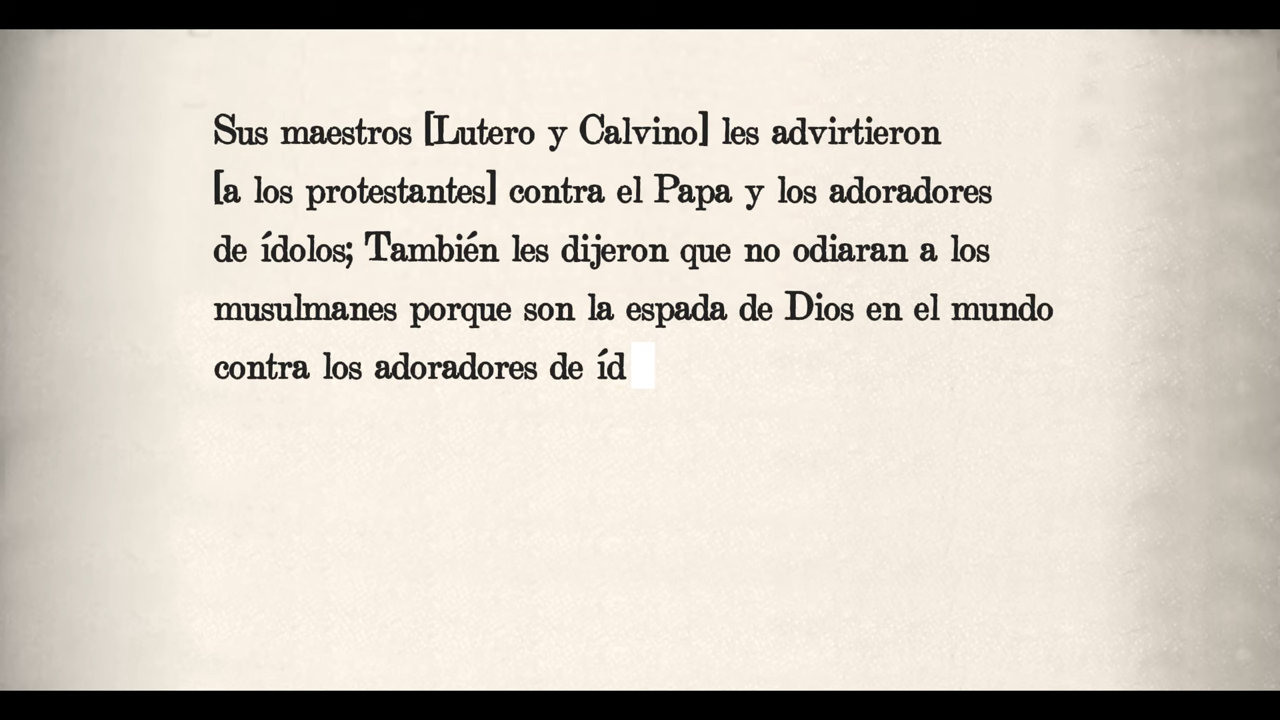 Sus maestros [Lutero y Calvino] les advirtieron
[a los protestantes] contra el Papa y los adoradores
de ídolos; También les dijeron que no odiaran a los
musulmanes porque son la espada de Dios en el mundo
contra los adoradores de íd